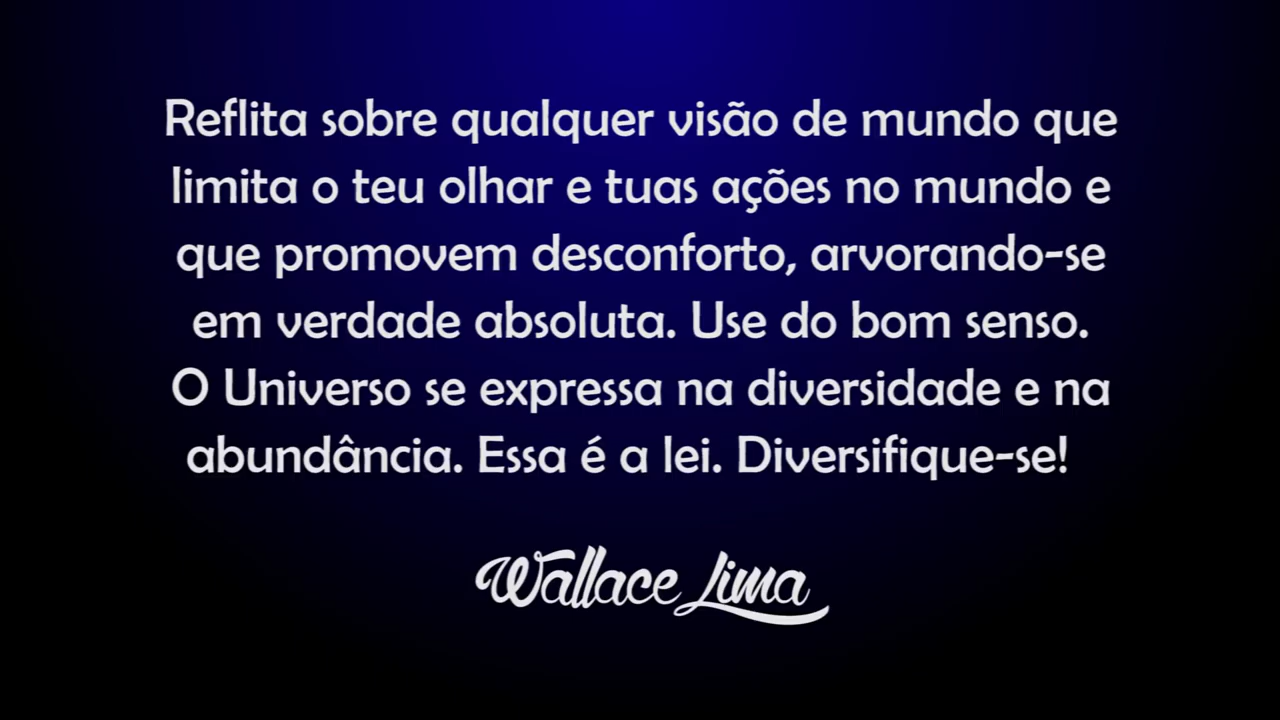 Reflita sobre qualquer visão de mundo que
limita o teu olhar e tuas ações no mundo e
que promovem desconforto, arvorando-se
em verdade absoluta. Use do bom senso.
O Universo se expressa na diversidade e na
abundância. Essa é a lei. Diversifique-se!
Wallace Lima